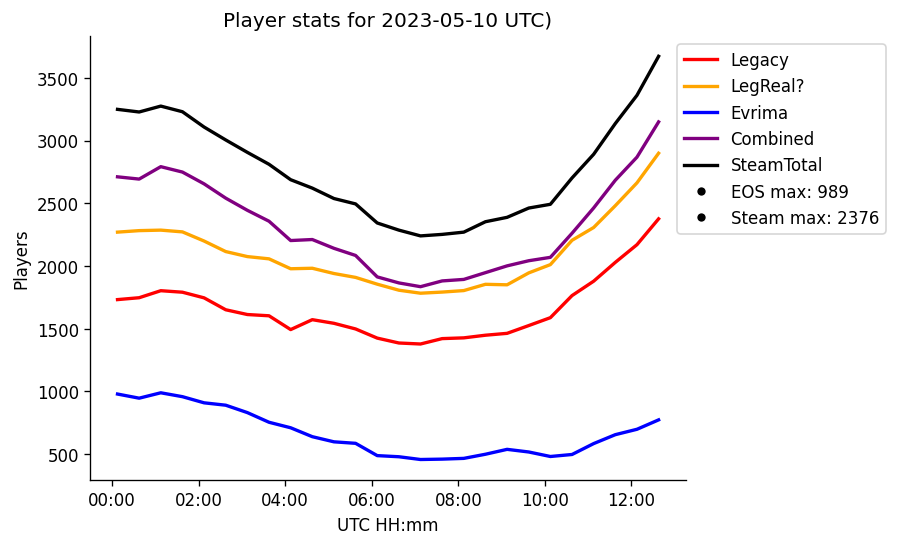 Player stats for 2023-05-10 UTC)
Players
3500
3000
2500
2000
1500
1000
500
00:00 02:00 04:00 06:00 08:00 10:00 12:00
UTC HH:mm
Legacy
LegReal?
Evrima
Combined
SteamTotal
EOS max: 989
Steam max: 2376